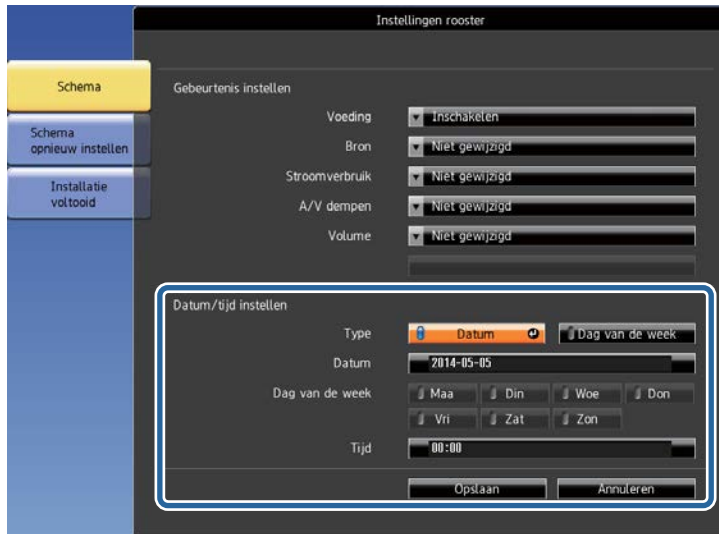 Instellingen rooster
Schema
Schema
opnieuw instellen
Installatie
voltooid
Gebeurtenis instellen
Voeding Inschakelen
Bron Niet gewijzigd
Stroomverbruik Niet gewijzigd
A/V dempen Niet gewijzigd
Volume Niet gewijzigd
Datum/tijd instellen
Type Datum Dag van de week
Datum 2014-05-05
Dag van de week Maa Din Woe Don
Vri Zat Zon
Tijd 00:00
Opslaan Annuleren